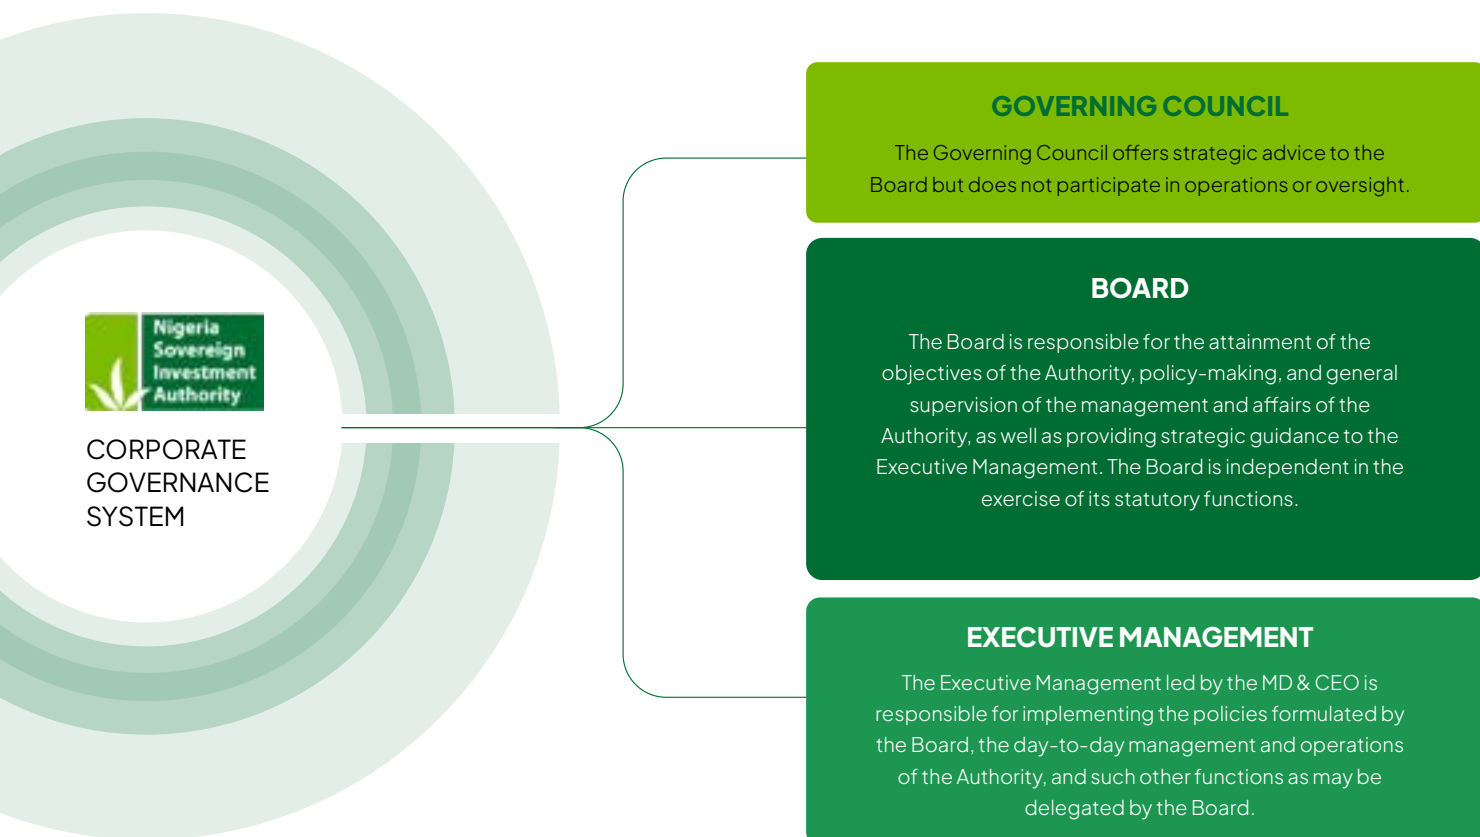 Nigeria
Sovereign
Investment
Authority
CORPORATE
GOVERNANCE
SYSTEM
GOVERNING COUNCIL
The Governing Council offers strategic advice to the
Board but does not participate in operations or oversight.
BOARD
The Board is responsible for the attainment of the
objectives of the Authority, policy-making, and general
supervision of the management and affairs of the
Authority, as well as providing strategic guidance to the
Executive Management. The Board is independent in the
exercise of its statutory functions.
EXECUTIVE MANAGEMENT
The Executive Management led by the MD & CEO is
responsible for implementing the policies formulated by
the Board, the day-to-day management and operations
of the Authority, and such other functions as may be
delegated by the Board.